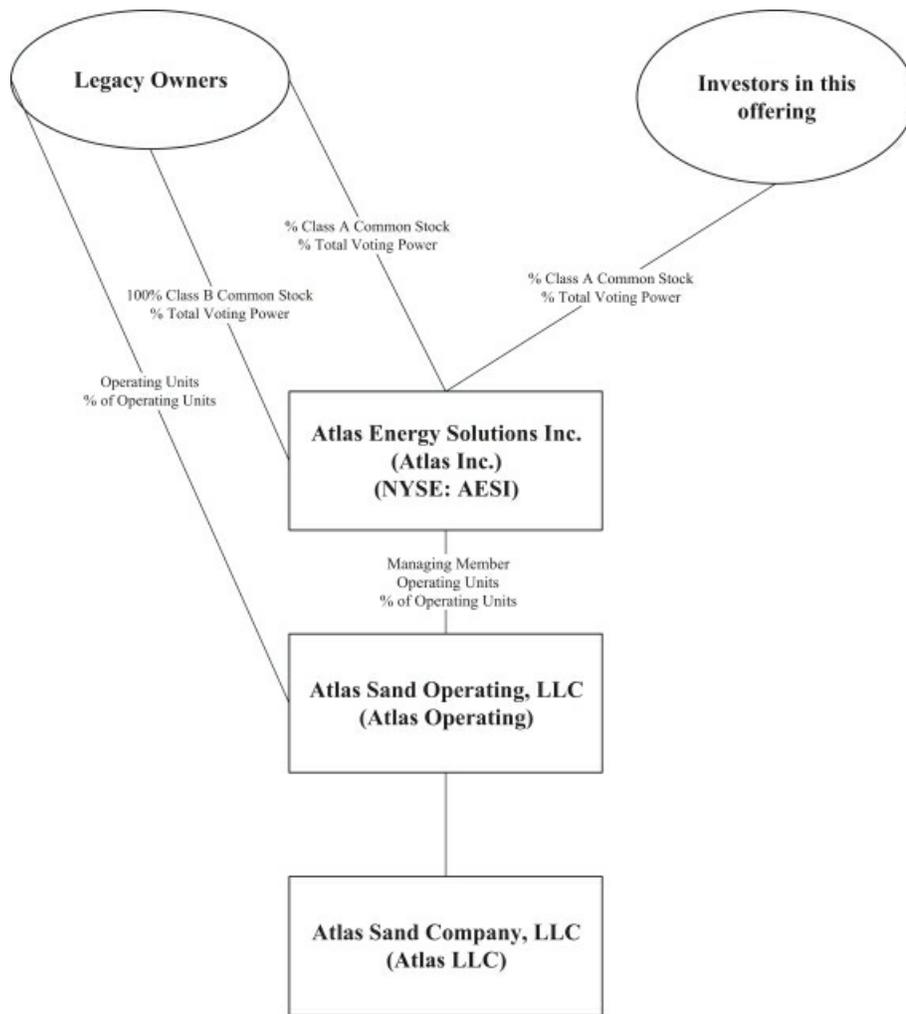 Legacy Owners
Investors in this
offering
% Class A Common Stock
% Total Voting Power
% Class A Common Stock
% Total Voting Power
100% Class B Common Stock
% Total Voting Power
Operating Units
% of Operating Units
Atlas Energy Solutions Inc.
(Atlas Inc.)
(NYSE: AESI)
Managing Member
Operating Units
% of Operating Units
Atlas Sand Operating, LLC
(Atlas Operating)
Atlas Sand Company, LLC
(Atlas LLC)